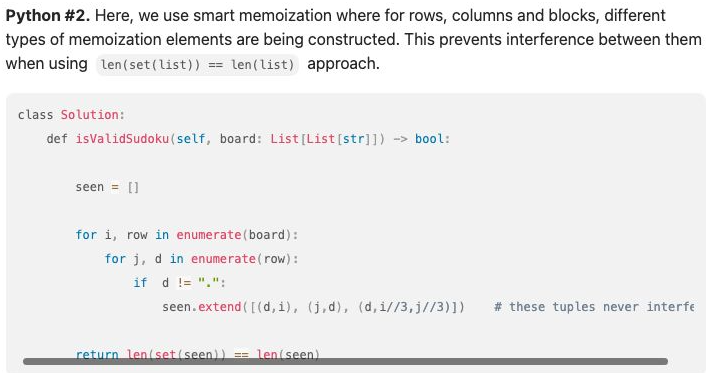 Python #2. Here, we use smart memoization where for rows, columns and blocks, different
types of memoization elements are being constructed. This prevents interference between them
when using len(set(list)) == len(list) approach.
class Solution:
    def isValidSudoku(self, board: List[List[str]]) -> bool:
        seen = []
        for i, row in enumerate(board):
            for j, d in enumerate(row):
                if  d != ".":
                    seen.extend([(d,i), (j,d), (d,i//3,j//3)])    # these tuples never interfe
        return len(set(seen)) == len(seen)